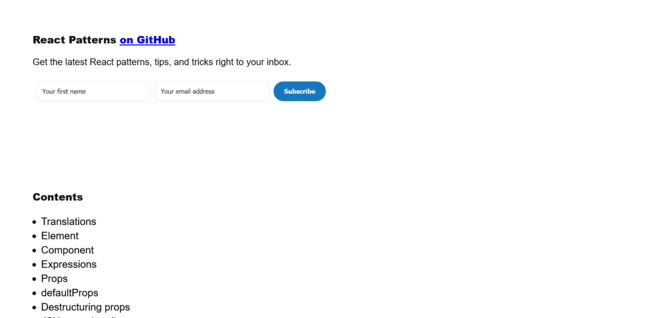 React Patterns on GitHub
Get the latest React patterns, tips, and tricks right to your inbox.
Your first name
Your email address
Subscribe
Contents
Translations
Element
Component
Expressions
Props
defaultProps
Destructuring props